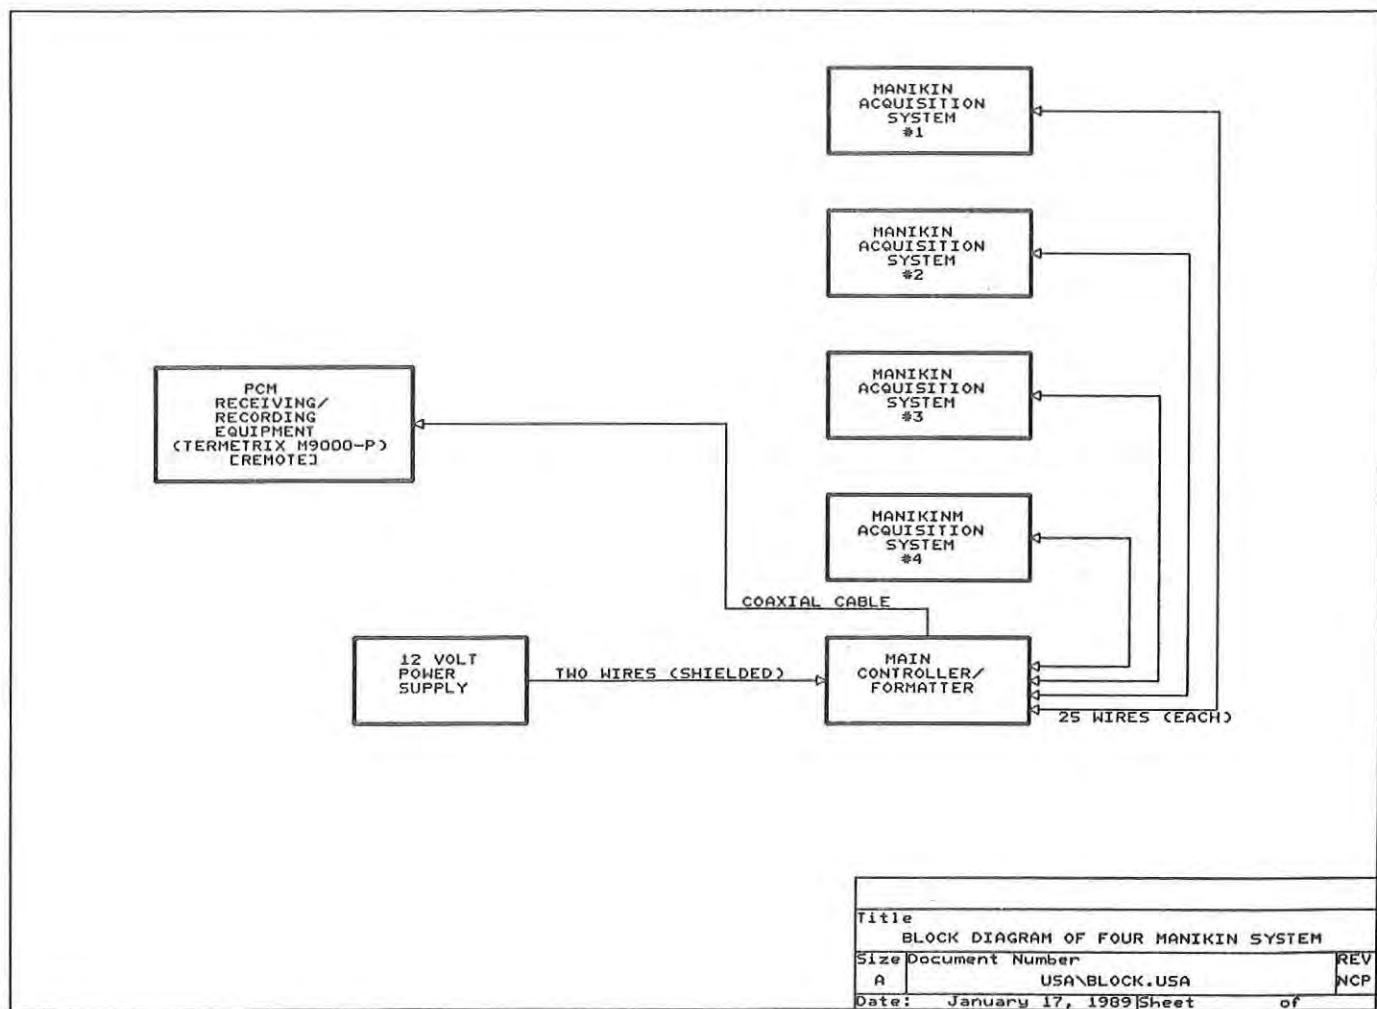 MANIKIN
ACQUISITION
SYSTEM
#1
MANIKIN
ACQUISITION
SYSTEM
#2
MANIKIN
ACQUISITION
SYSTEM
#3
PCM
RECEIVING/
RECORDING
EQUIPMENT
(TERMETRIX M9000-P)
[REMOTE]
MANIKINM
ACQUISITION
SYSTEM
#4
COAXIAL CABLE
12 VOLT
POWER
SUPPLY
TWO WIRES (SHIELDED)
MAIN
CONTROLLER/
FORMATTER
25 WIRES (EACH)
Title
BLOCK DIAGRAM OF FOUR MANIKIN SYSTEM
Size Document Number REV
A USA\BLOCK.USA NCP
Date: January 17, 1989 Sheet of